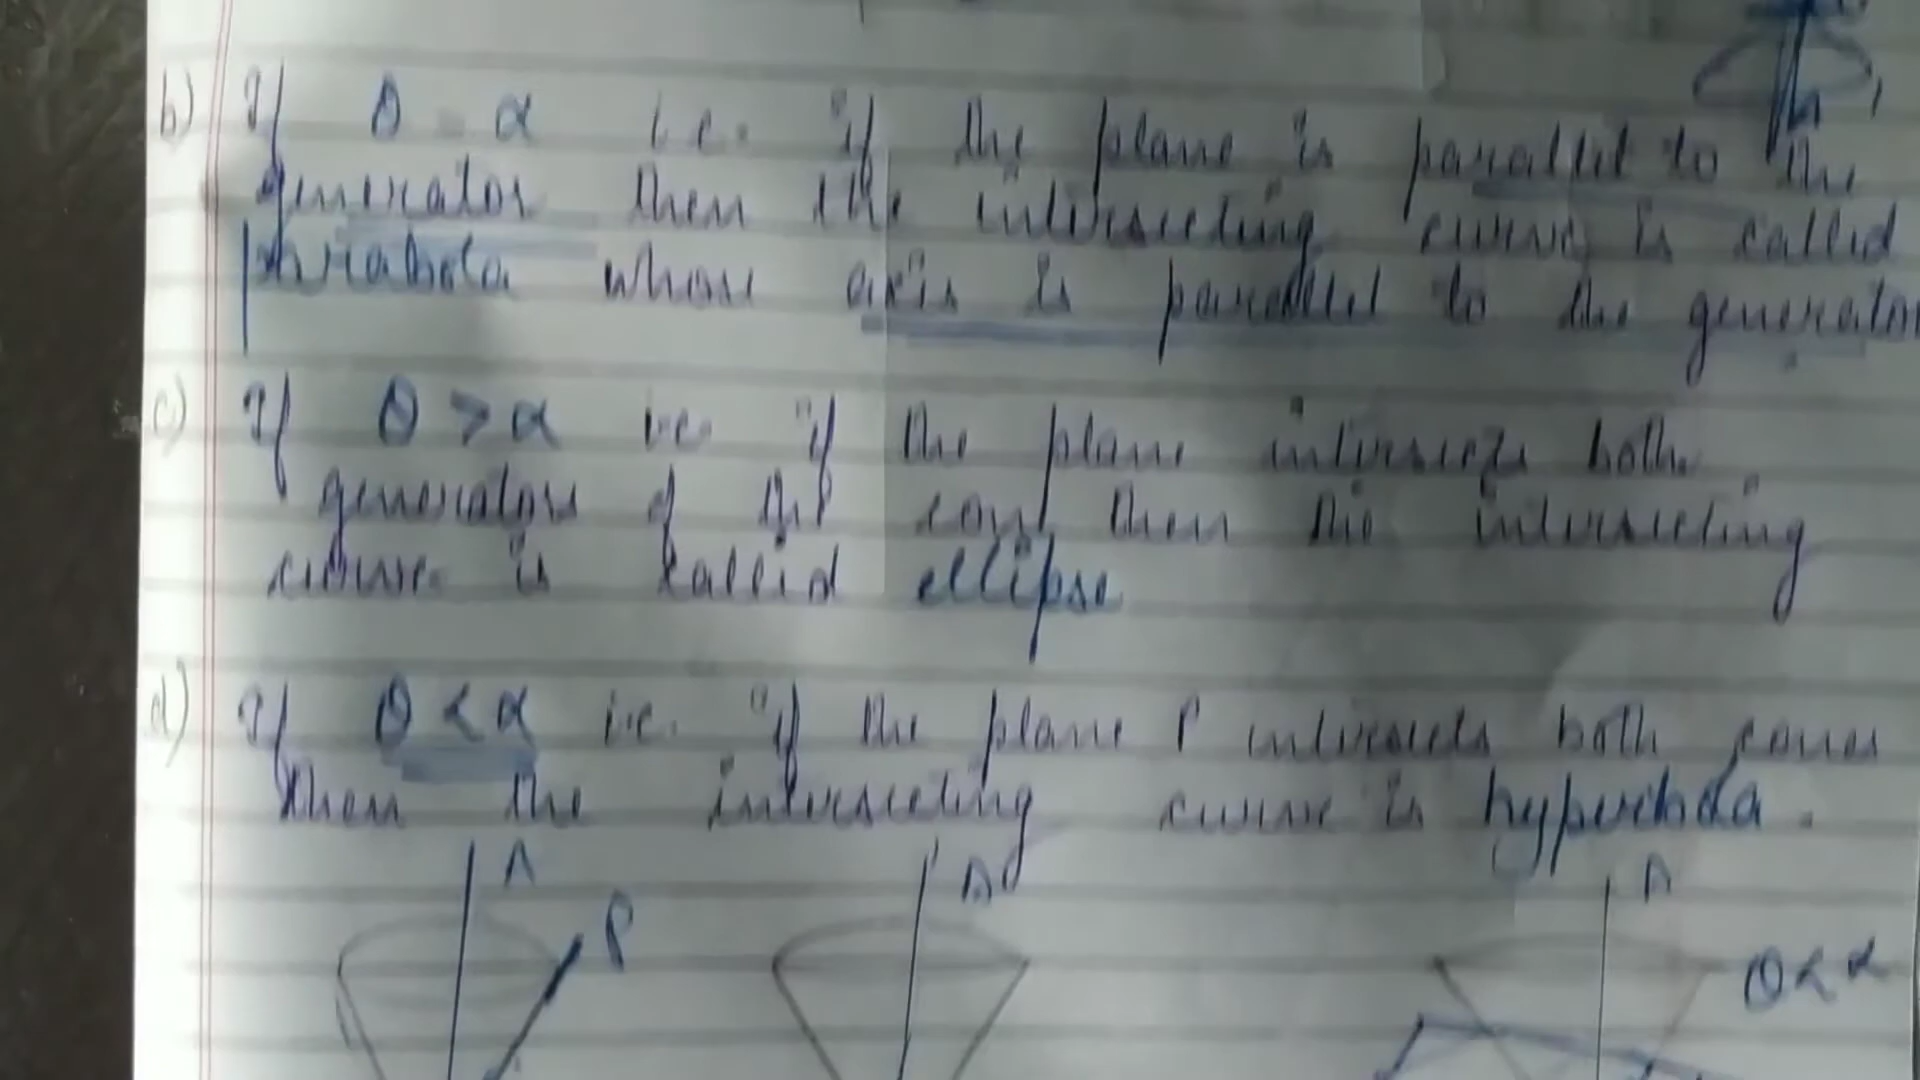 b) If θ = α i.e. if the plane is parallel to the
generator then the intersecting curve is called
parabola whose axis is parallel to the generator
c) If θ > α i.e. if the plane intersects both
generators of the cone then the intersecting
curve is called ellipse
d) If θ < α i.e. if the plane P intersects both cones
then the intersecting curve is hyperbola.
A
P
A
A
θ < α